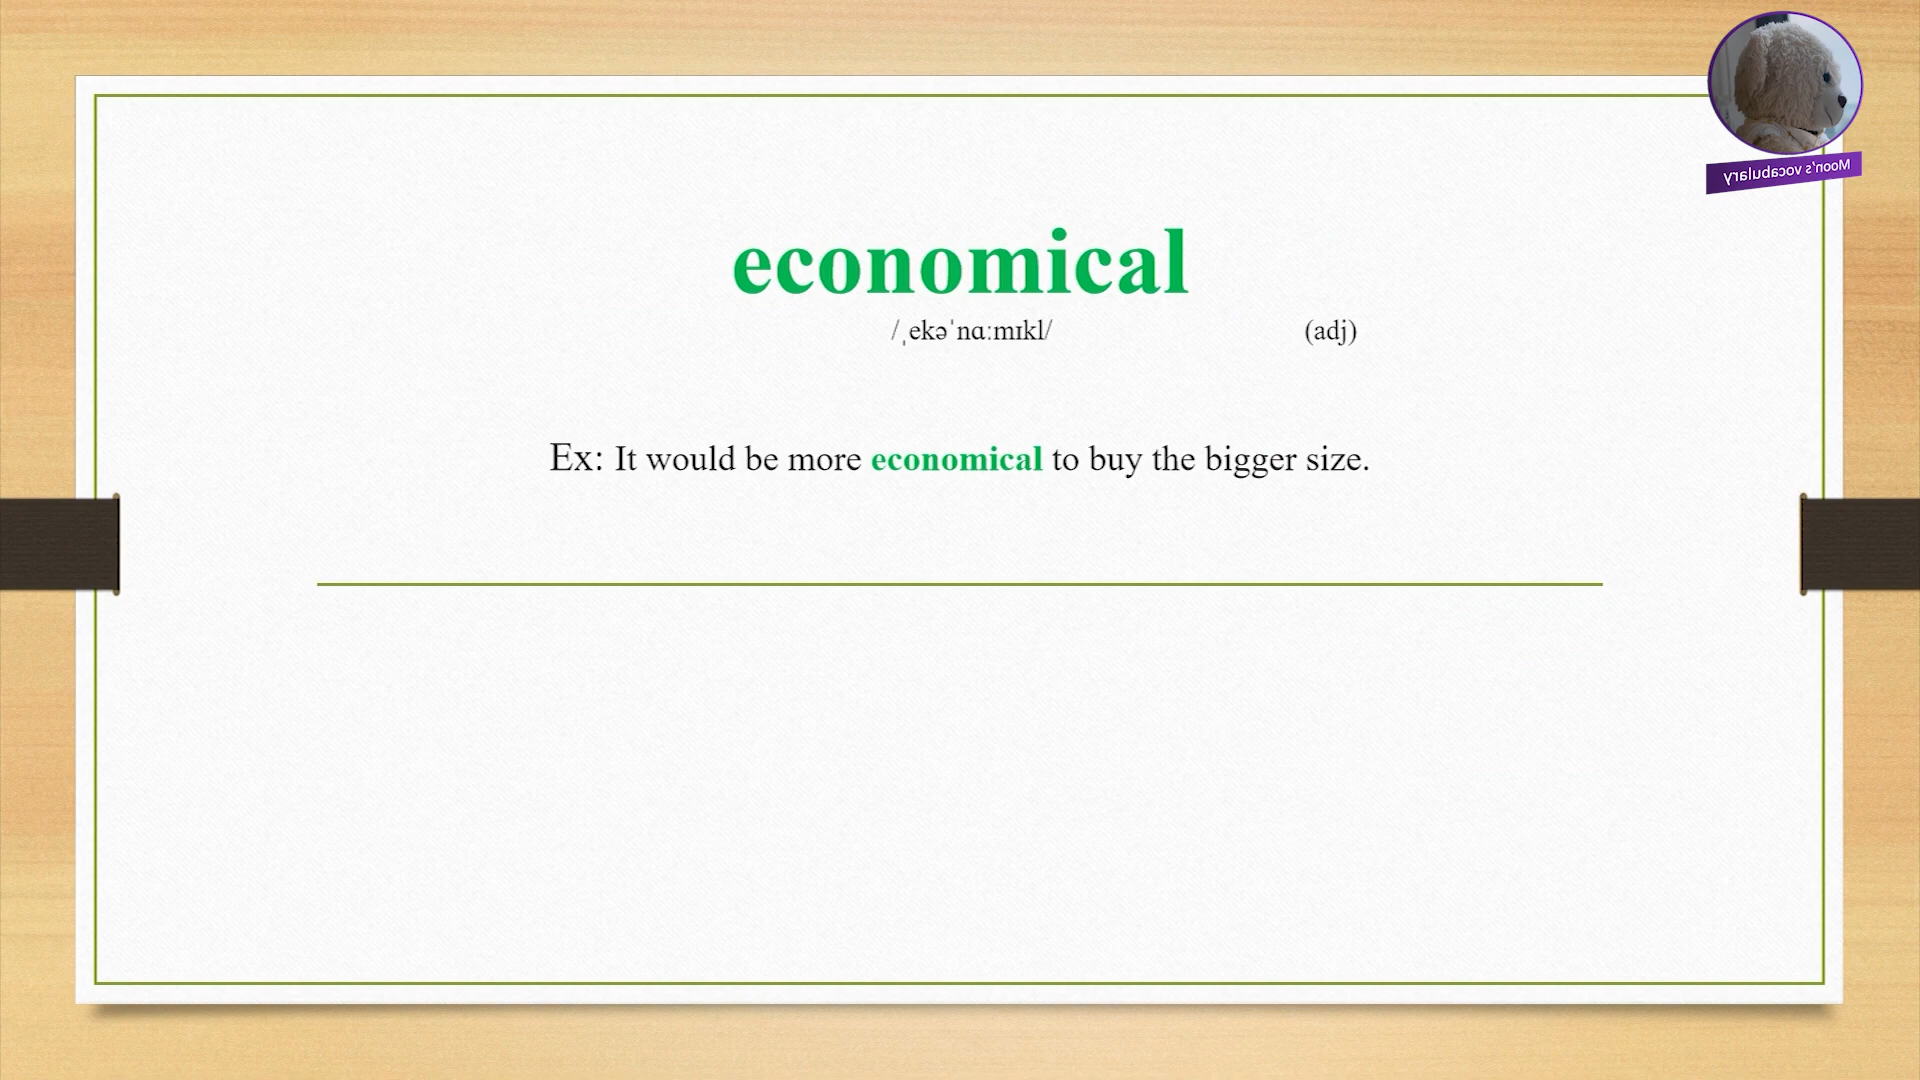 Moon's vocabulary
economical
/ˌekəˈnɑːmɪkl/ (adj)
Ex: It would be more economical to buy the bigger size.